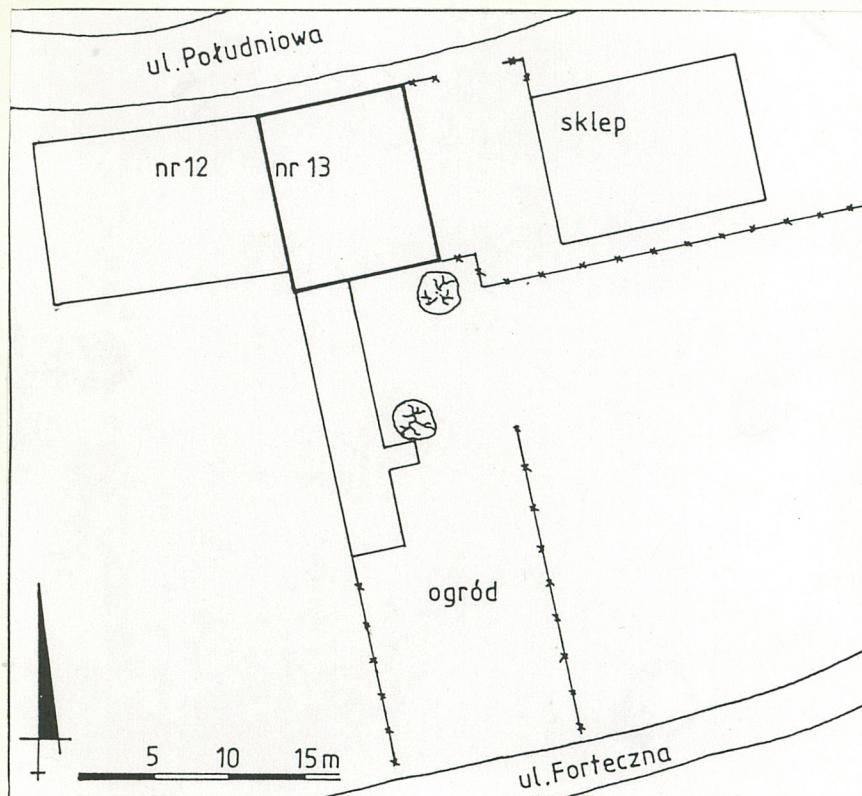 ul.Południowa
nr 12
nr 13
sklep
ogród
5 10 15 m
ul.Forteczna